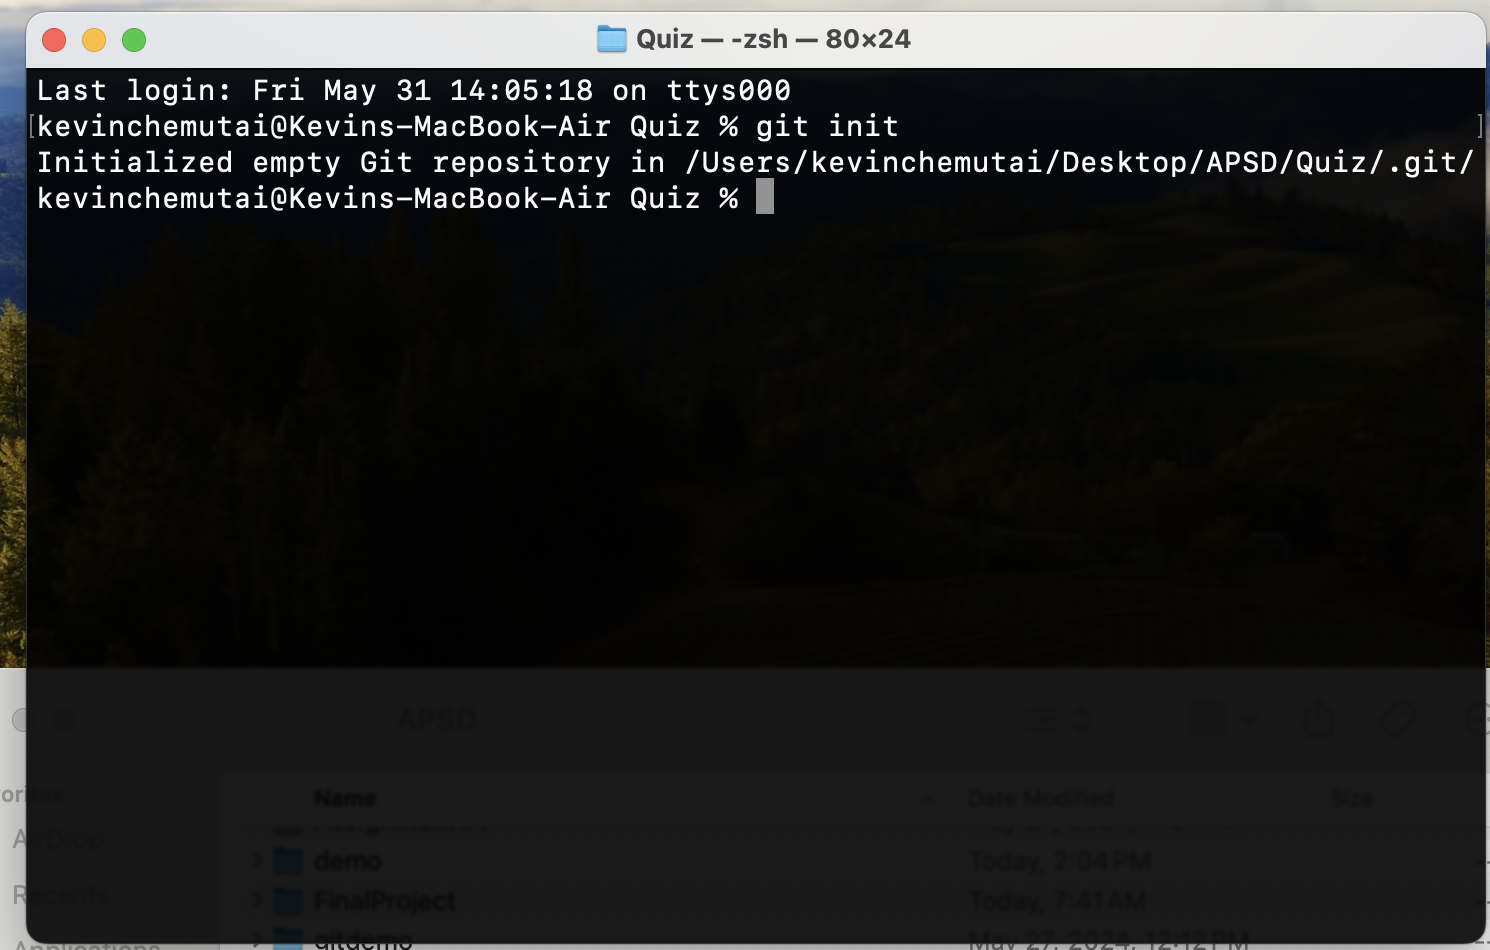 Quiz — -zsh — 80×24
Last login: Fri May 31 14:05:18 on ttys000
[kevinchemutai@Kevins-MacBook-Air Quiz % git init ]
Initialized empty Git repository in /Users/kevinchemutai/Desktop/APSD/Quiz/.git/
kevinchemutai@Kevins-MacBook-Air Quiz %
APSD
Name Date Modified Size
AirDrop
demo Today, 2:04 PM --
Recents
FinalProject Today, 7:41 AM --
Applications
gitdemo May 27, 2024, 12:12 PM